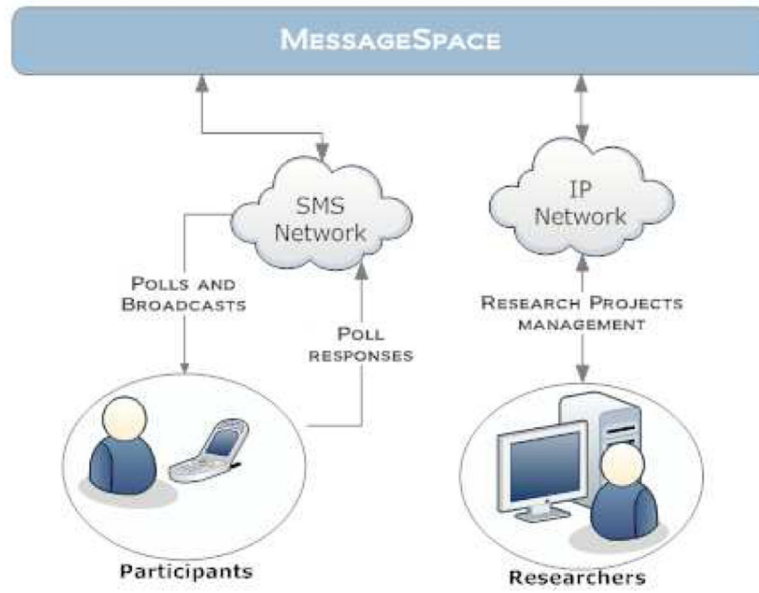 MESSAGESPACE
SMS
Network
IP
Network
POLLS AND
BROADCASTS
POLL
RESPONSES
RESEARCH PROJECTS
MANAGEMENT
Participants
Researchers